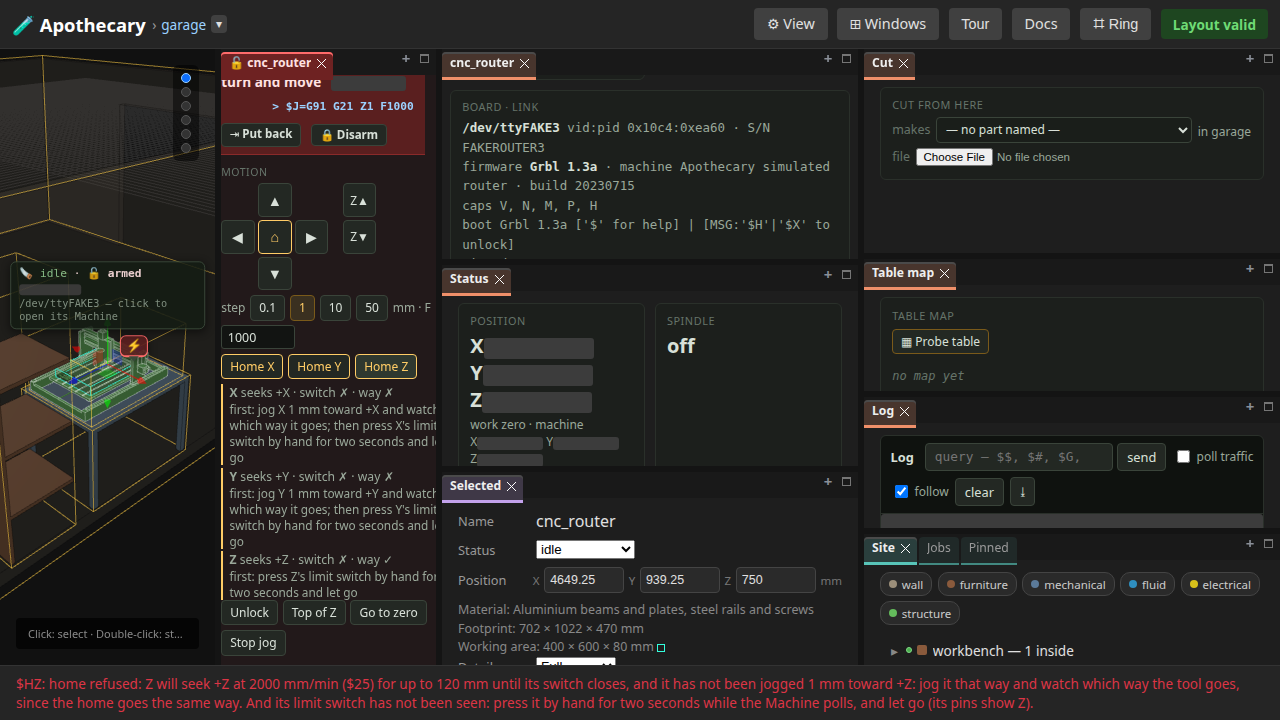 🧪 Apothecary › garage ▾
⚙ View
⊞ Windows
Tour
Docs
⌗ Ring
Layout valid
idle · 🔓 armed
/dev/ttyFAKE3 — click to
open its Machine
Click: select · Double-click: st…
🔓 cnc_router
turn and move
> $J=G91 G21 Z1 F1000
⇥ Put back
🔒 Disarm
MOTION
▲
Z▲
◀
⌂
▶
Z▼
▼
step 0.1 1 10 50 mm · F
1000
Home X
Home Y
Home Z
X seeks +X · switch ✗ · way ✗
first: jog X 1 mm toward +X and watch
which way it goes; then press X's limit
switch by hand for two seconds and
go
Y seeks +Y · switch ✗ · way ✗
first: jog Y 1 mm toward +Y and watch
which way it goes; then press Y's limit
switch by hand for two seconds and
go
Z seeks +Z · switch ✗ · way ✓
first: press Z's limit switch by hand for
two seconds and let go
Unlock
Top of Z
Go to zero
Stop jog
cnc_router
BOARD · LINK
/dev/ttyFAKE3 vid:pid 0x10c4:0xea60 · S/N
FAKEROUTER3
firmware Grbl 1.3a · machine Apothecary simulated
router · build 20230715
caps V, N, M, P, H
boot Grbl 1.3a ['$' for help] | [MSG:'$H'|'$X' to
unlock]
Status
POSITION
X
Y
Z
work zero · machine
X Y
Z
SPINDLE
off
Selected
Name cnc_router
Status idle
Position X 4649.25 Y 939.25 Z 750 mm
Material: Aluminium beams and plates, steel rails and screws
Footprint: 702 × 1022 × 470 mm
Working area: 400 × 600 × 80 mm
Cut
CUT FROM HERE
makes — no part named — in garage
file Choose File No file chosen
Table map
TABLE MAP
▦ Probe table
no map yet
Log
Log query — $$, $#, $G, send poll traffic
follow clear ⤓
Site
Jobs
Pinned
wall
furniture
mechanical
fluid
electrical
structure
▸ workbench — 1 inside
$HZ: home refused: Z will seek +Z at 2000 mm/min ($25) for up to 120 mm until its switch closes, and it has not been jogged 1 mm toward +Z: jog it that way and watch which way the tool goes,
since the home goes the same way. And its limit switch has not been seen: press it by hand for two seconds while the Machine polls, and let go (its pins show Z).